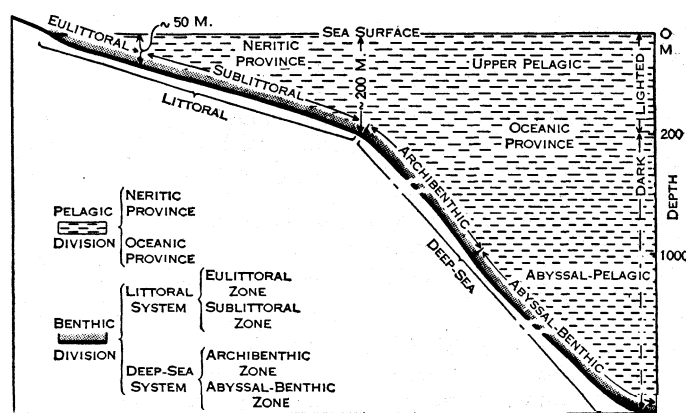 EULITTORAL
~ 50 M.
SEA SURFACE
0
M.
NERITIC
PROVINCE
UPPER PELAGIC
LIGHTED
SUBLITTORAL
~ 200 M.
LITTORAL
OCEANIC
PROVINCE
200
DARK
ARCHIBENTHIC
DEPTH
DEEP-SEA
1000
ABYSSAL-PELAGIC
ABYSSAL-BENTHIC
PELAGIC
DIVISION
NERITIC
PROVINCE
OCEANIC
PROVINCE
BENTHIC
DIVISION
LITTORAL
SYSTEM
EULITTORAL
ZONE
SUBLITTORAL
ZONE
DEEP-SEA
SYSTEM
ARCHIBENTHIC
ZONE
ABYSSAL-BENTHIC
ZONE